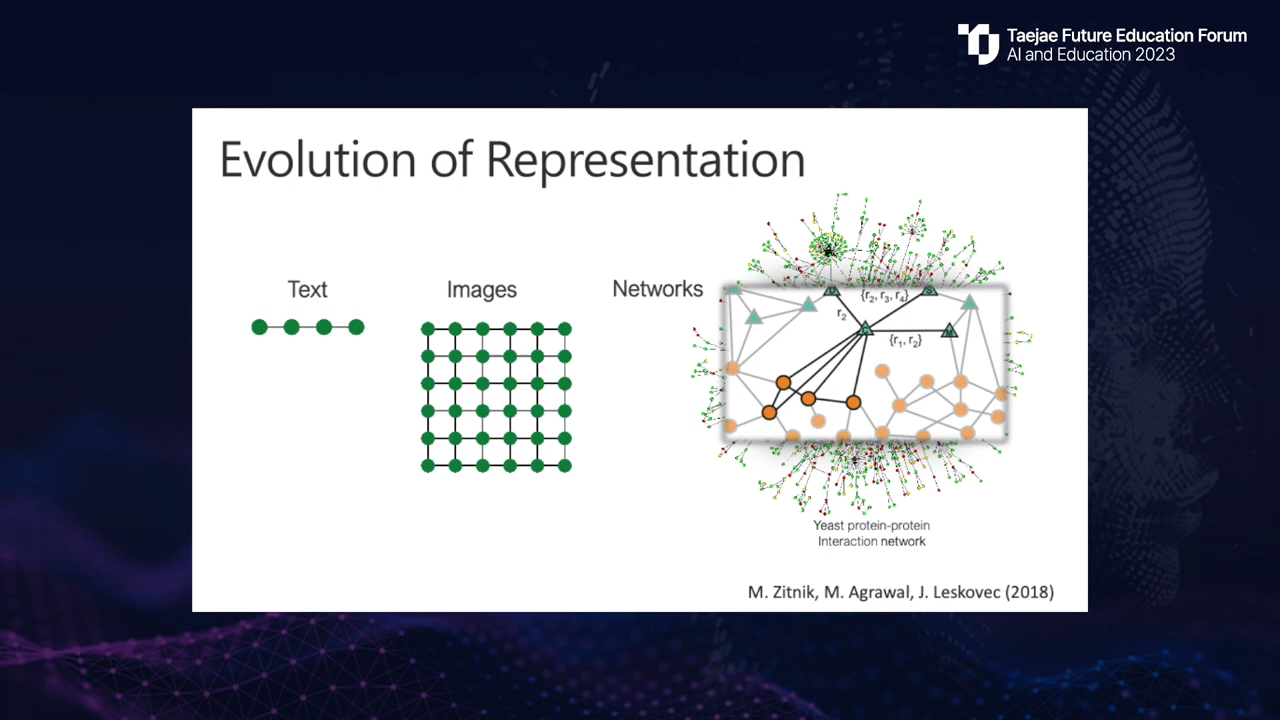 Taejae Future Education Forum
AI and Education 2023
Evolution of Representation
Text
Images
Networks
{r₂, r₃, r₄}
D
S
r₂
C
M
{r₁, r₂}
Yeast protein-protein
Interaction network
M. Zitnik, M. Agrawal, J. Leskovec (2018)